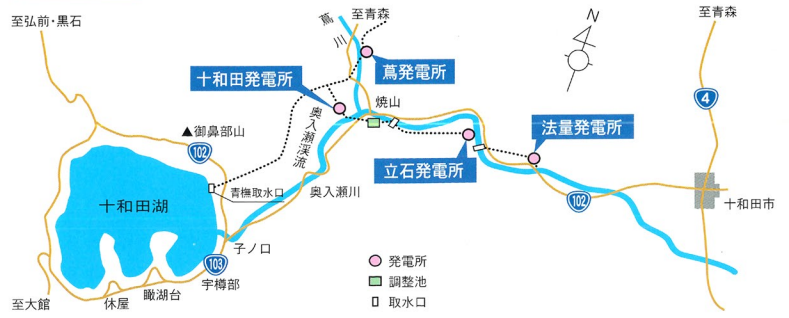 至弘前・黒石
蔦川
至青森
N
至青森
蔦発電所
十和田発電所
焼山
4
▲御鼻部山
102
奥入瀬渓流
法量発電所
立石発電所
青撫取水口
十和田湖
奥入瀬川
102
十和田市
子ノ口
103
宇樽部
発電所
調整池
取水口
至大館
休屋
瞰湖台